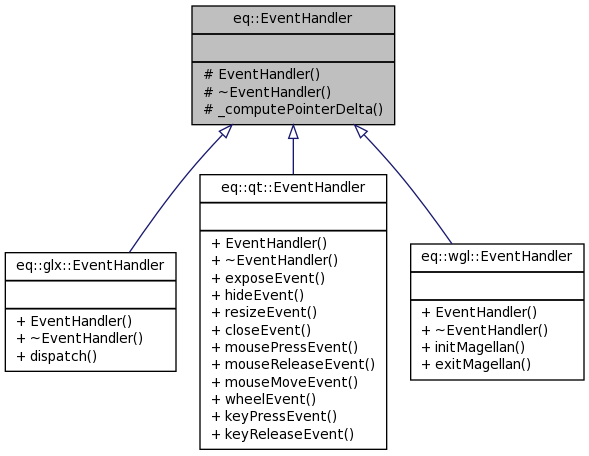 eq::EventHandler
# EventHandler()
# ~EventHandler()
# _computePointerDelta()
eq::glx::EventHandler
+ EventHandler()
+ ~EventHandler()
+ dispatch()
eq::qt::EventHandler
+ EventHandler()
+ ~EventHandler()
+ exposeEvent()
+ hideEvent()
+ resizeEvent()
+ closeEvent()
+ mousePressEvent()
+ mouseReleaseEvent()
+ mouseMoveEvent()
+ wheelEvent()
+ keyPressEvent()
+ keyReleaseEvent()
eq::wgl::EventHandler
+ EventHandler()
+ ~EventHandler()
+ initMagellan()
+ exitMagellan()